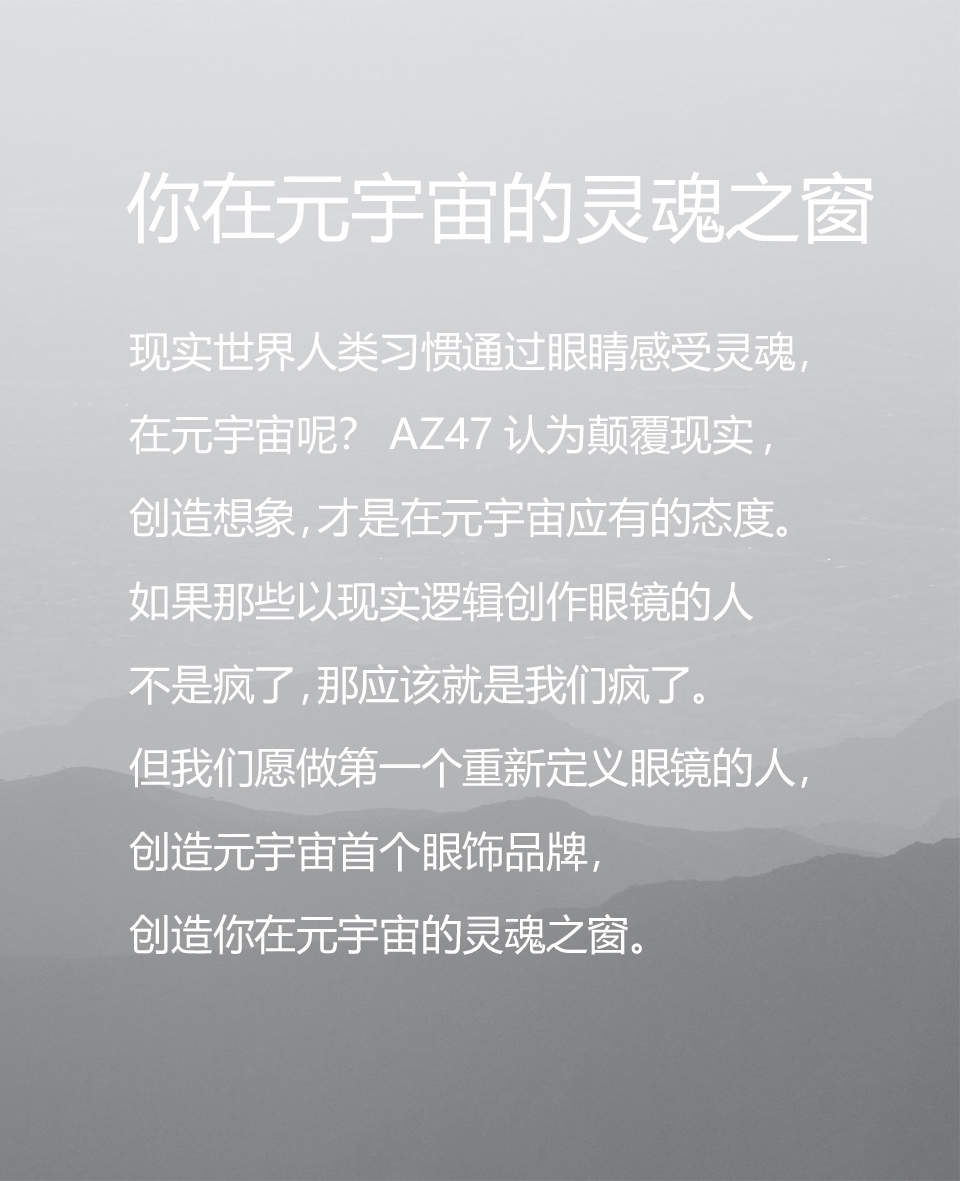 你在元宇宙的灵魂之窗
现实世界人类习惯通过眼睛感受灵魂，
在元宇宙呢？ AZ47 认为颠覆现实，
创造想象，才是在元宇宙应有的态度。
如果那些以现实逻辑创作眼镜的人
不是疯了，那应该就是我们疯了。
但我们愿做第一个重新定义眼镜的人，
创造元宇宙首个眼饰品牌，
创造你在元宇宙的灵魂之窗。